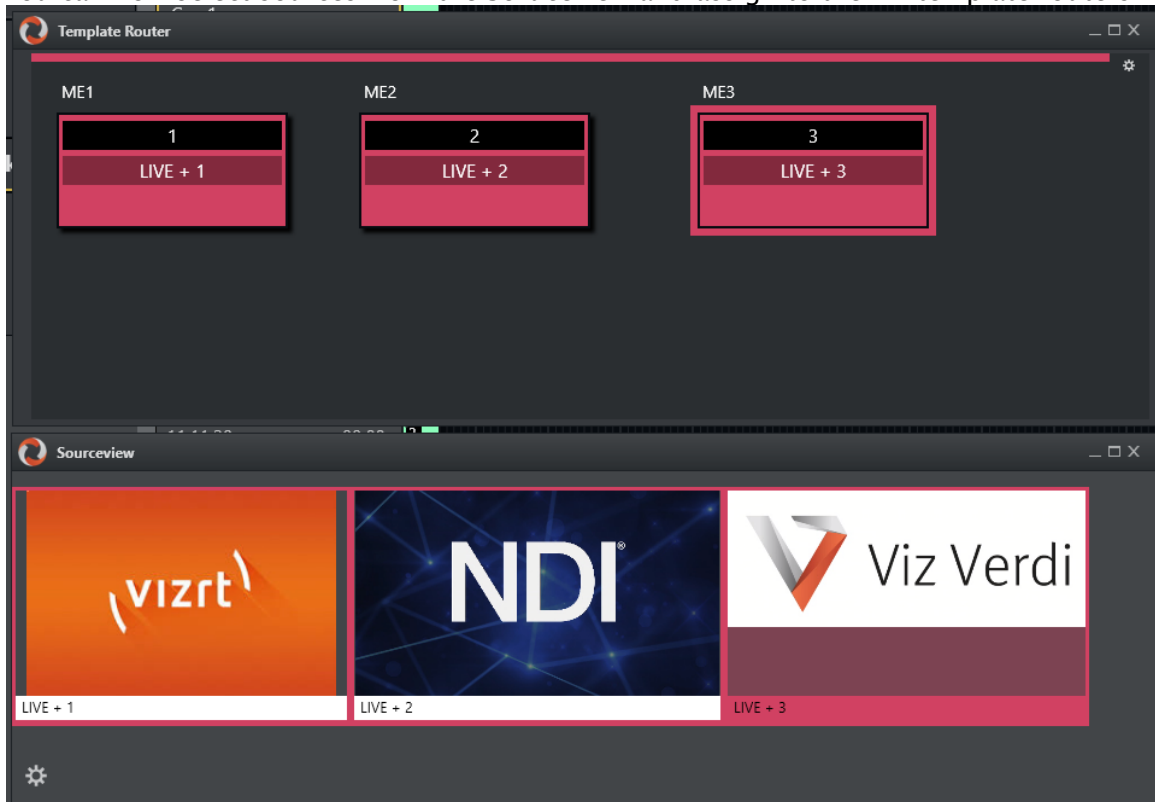 Template Router
ME1 ME2 ME3
1 2 3
LIVE + 1 LIVE + 2 LIVE + 3
Sourceview
vizrt NDI® Viz Verdi
LIVE + 1 LIVE + 2 LIVE + 3